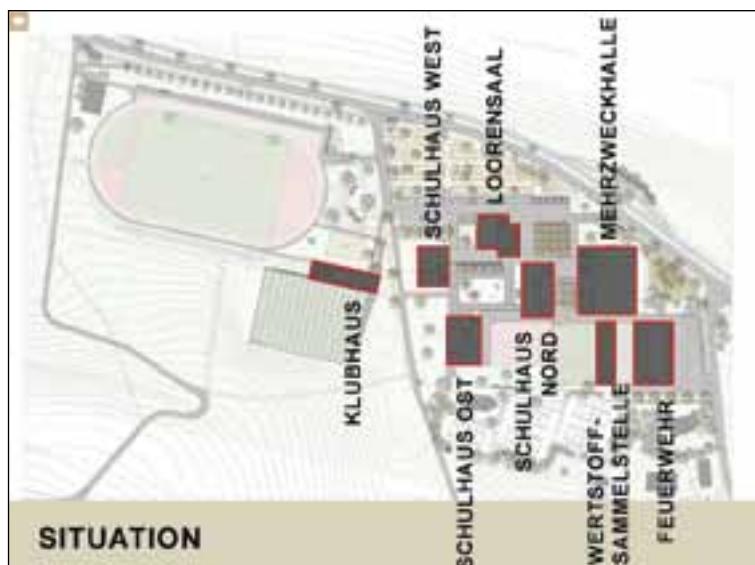 SCHULHAUS WEST
LOORENSAAL
MEHRZWECKHALLE
KLUBHAUS
SCHULHAUS OST
SCHULHAUS
NORD
WERTSTOFF-
SAMMELSTELLE
FEUERWEHR
SITUATION